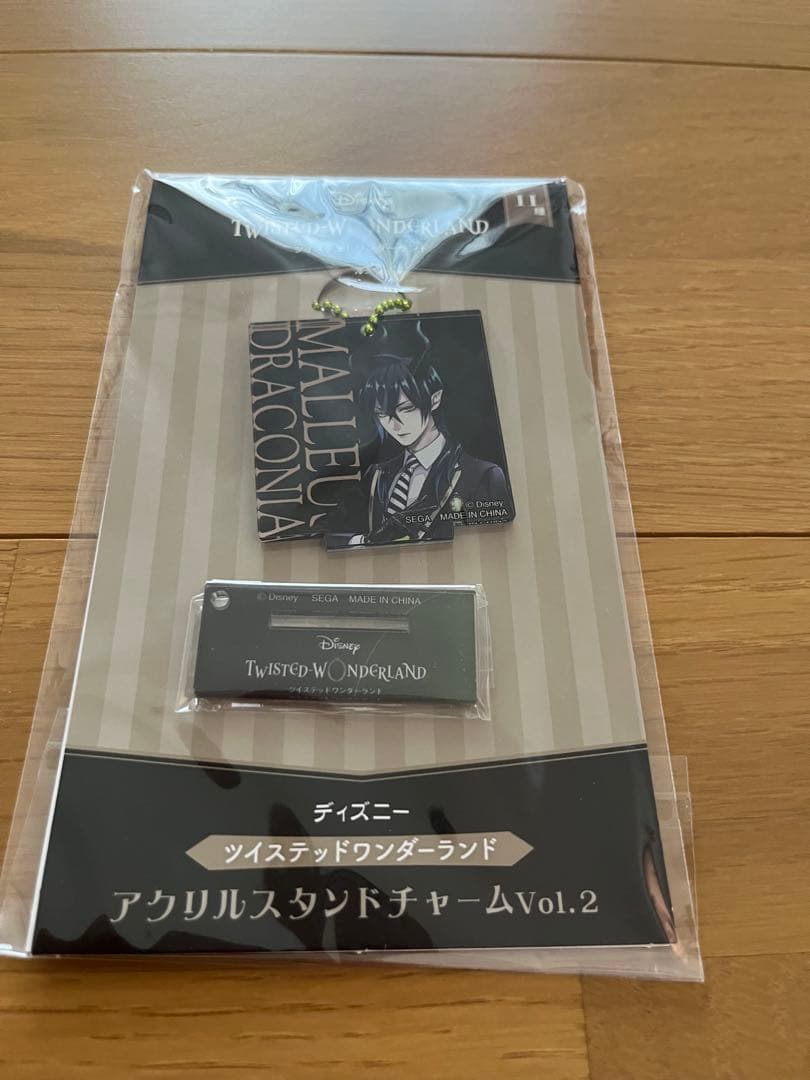 Disney
TWISTED-WONDERLAND
11種
MALLEUS
DRACONIA
© Disney
SEGA MADE IN CHINA
© Disney SEGA MADE IN CHINA
Disney
TWISTED-WONDERLAND
ツイステッドワンダーランド
ディズニー
ツイステッドワンダーランド
アクリルスタンドチャームVol.2